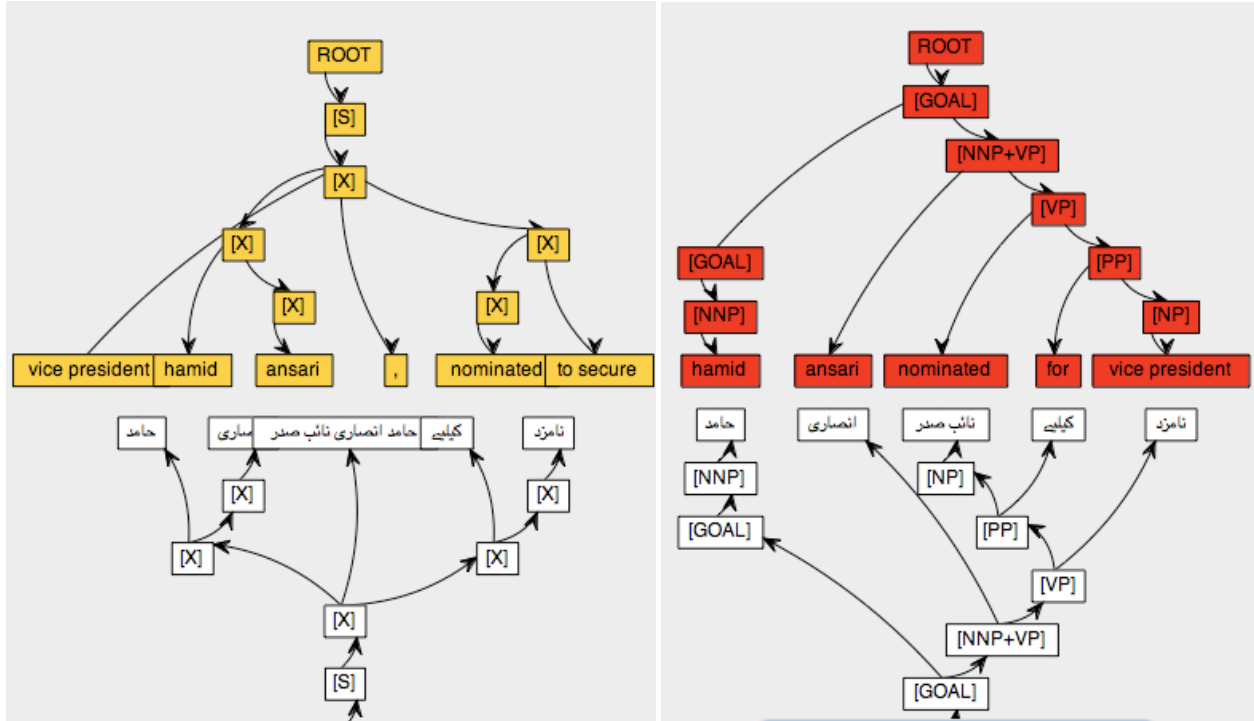 ROOT
[S]
[X]
[X] [X]
[X] [X]
vice president hamid ansari , nominated to secure
حامد حامد انصاری نائب صدر کیلیے نامزد
[X] [X]
[X] [X]
[X]
[S]
ROOT
[GOAL]
[NNP+VP]
[VP]
[GOAL] [PP]
[NNP] [NP]
hamid ansari nominated for vice president
حامد انصاری نائب صدر کیلیے نامزد
[NNP] [NP]
[GOAL] [PP]
[VP]
[NNP+VP]
[GOAL]